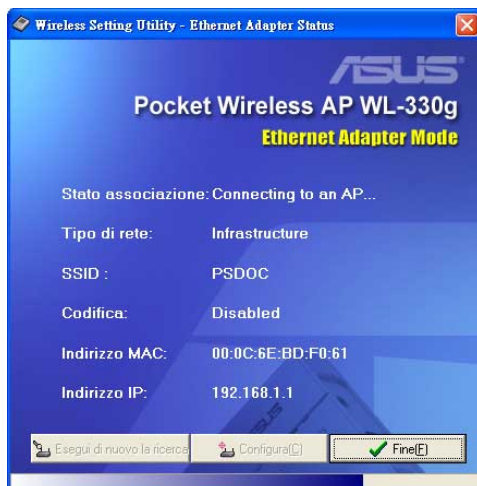 Wireless Setting Utility - Ethernet Adapter Status
ASUS
Pocket Wireless AP WL-330g
Ethernet Adapter Mode
Stato associazione: Connecting to an AP...
Tipo di rete: Infrastructure
SSID : PSDOC
Codifica: Disabled
Indirizzo MAC: 00:0C:6E:BD:F0:61
Indirizzo IP: 192.168.1.1
Esegui di nuovo la ricerca Configura(C) Fine(F)